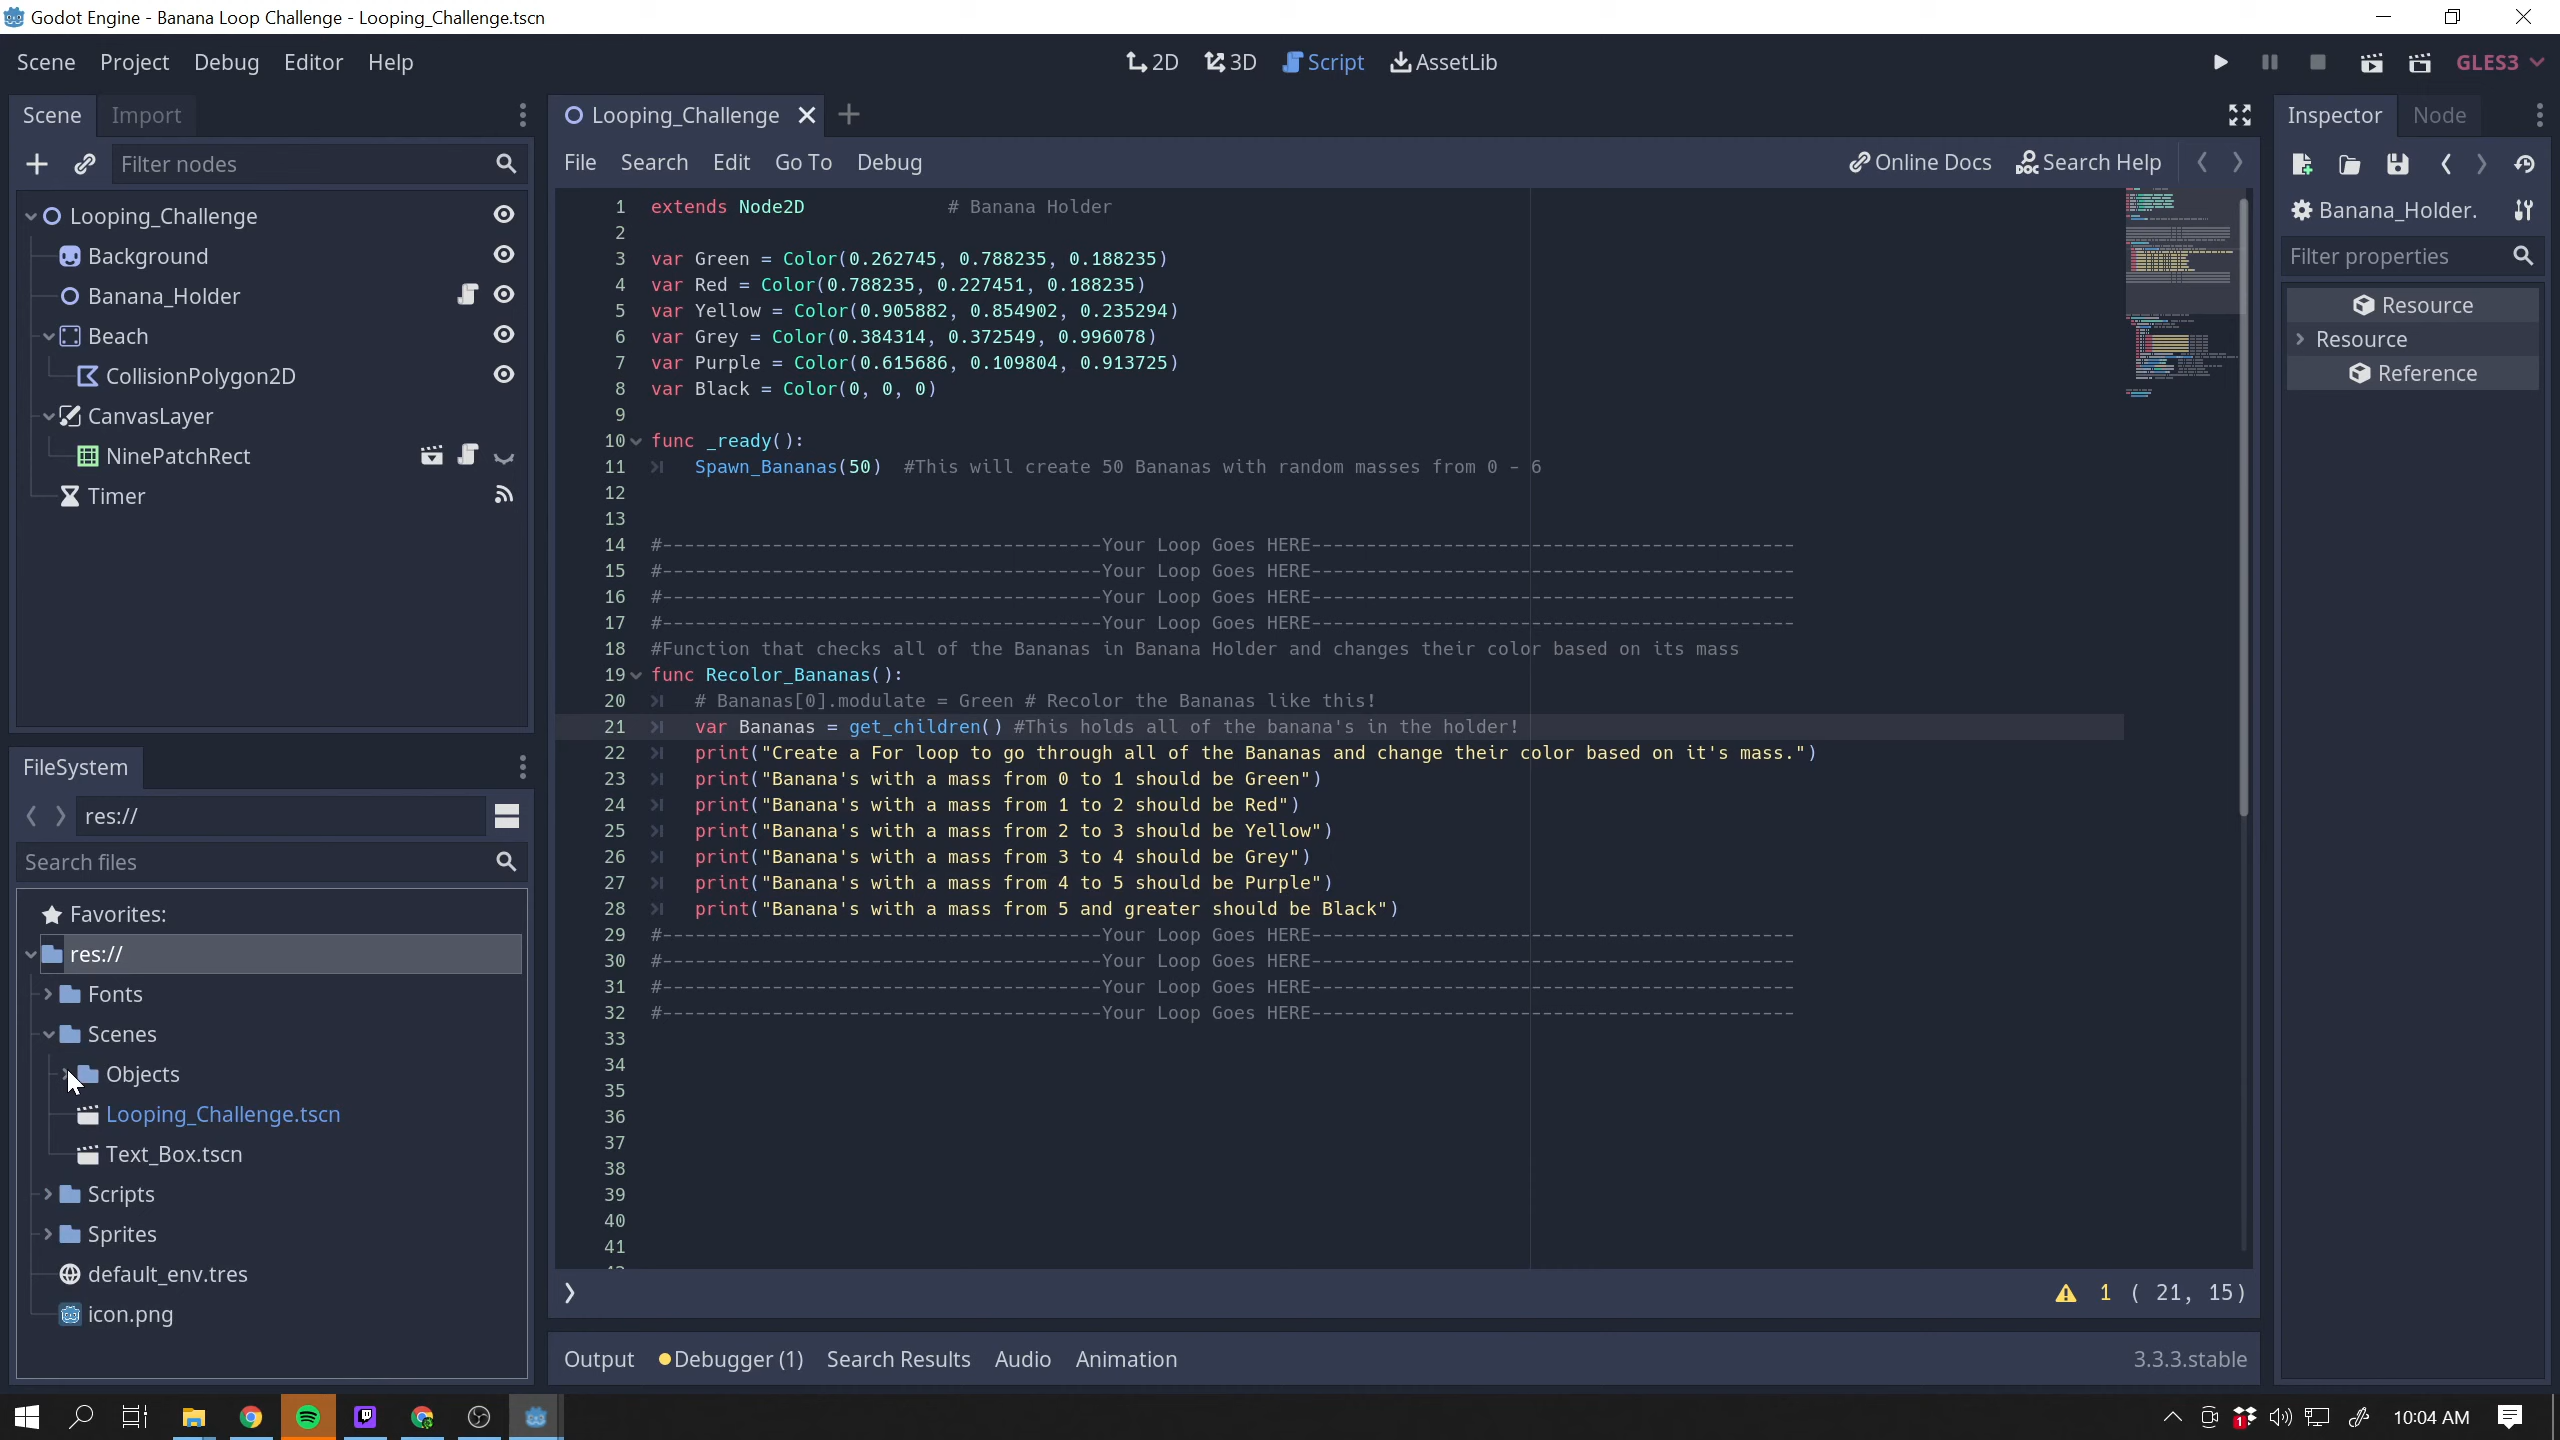 Godot Engine - Banana Loop Challenge - Looping_Challenge.tscn
Scene Project Debug Editor Help
2D 3D Script AssetLib
GLES3
Scene Import
Filter nodes
Looping_Challenge
Background
Banana_Holder
Beach
CollisionPolygon2D
CanvasLayer
NinePatchRect
Timer
FileSystem
res://
Search files
Favorites:
res://
Fonts
Scenes
Objects
Looping_Challenge.tscn
Text_Box.tscn
Scripts
Sprites
default_env.tres
icon.png
Looping_Challenge
File Search Edit Go To Debug
Online Docs Search Help
1 extends Node2D # Banana Holder
2
3 var Green = Color(0.262745, 0.788235, 0.188235)
4 var Red = Color(0.788235, 0.227451, 0.188235)
5 var Yellow = Color(0.905882, 0.854902, 0.235294)
6 var Grey = Color(0.384314, 0.372549, 0.996078)
7 var Purple = Color(0.615686, 0.109804, 0.913725)
8 var Black = Color(0, 0, 0)
9
10 func _ready():
11 Spawn_Bananas(50) #This will create 50 Bananas with random masses from 0 - 6
12
13
14 #----------------------------------------Your Loop Goes HERE--------------------------------------------
15 #----------------------------------------Your Loop Goes HERE--------------------------------------------
16 #----------------------------------------Your Loop Goes HERE--------------------------------------------
17 #----------------------------------------Your Loop Goes HERE--------------------------------------------
18 #Function that checks all of the Bananas in Banana Holder and changes their color based on its mass
19 func Recolor_Bananas():
20 # Bananas[0].modulate = Green # Recolor the Bananas like this!
21 var Bananas = get_children() #This holds all of the banana's in the holder!
22 print("Create a For loop to go through all of the Bananas and change their color based on it's mass.")
23 print("Banana's with a mass from 0 to 1 should be Green")
24 print("Banana's with a mass from 1 to 2 should be Red")
25 print("Banana's with a mass from 2 to 3 should be Yellow")
26 print("Banana's with a mass from 3 to 4 should be Grey")
27 print("Banana's with a mass from 4 to 5 should be Purple")
28 print("Banana's with a mass from 5 and greater should be Black")
29 #----------------------------------------Your Loop Goes HERE--------------------------------------------
30 #----------------------------------------Your Loop Goes HERE--------------------------------------------
31 #----------------------------------------Your Loop Goes HERE--------------------------------------------
32 #----------------------------------------Your Loop Goes HERE--------------------------------------------
33
34
35
36
37
38
39
40
41
1 ( 21, 15)
Output Debugger (1) Search Results Audio Animation
3.3.3.stable
Inspector Node
DOC
Banana_Holder.
Filter properties
Resource
Resource
Reference
1
10:04 AM